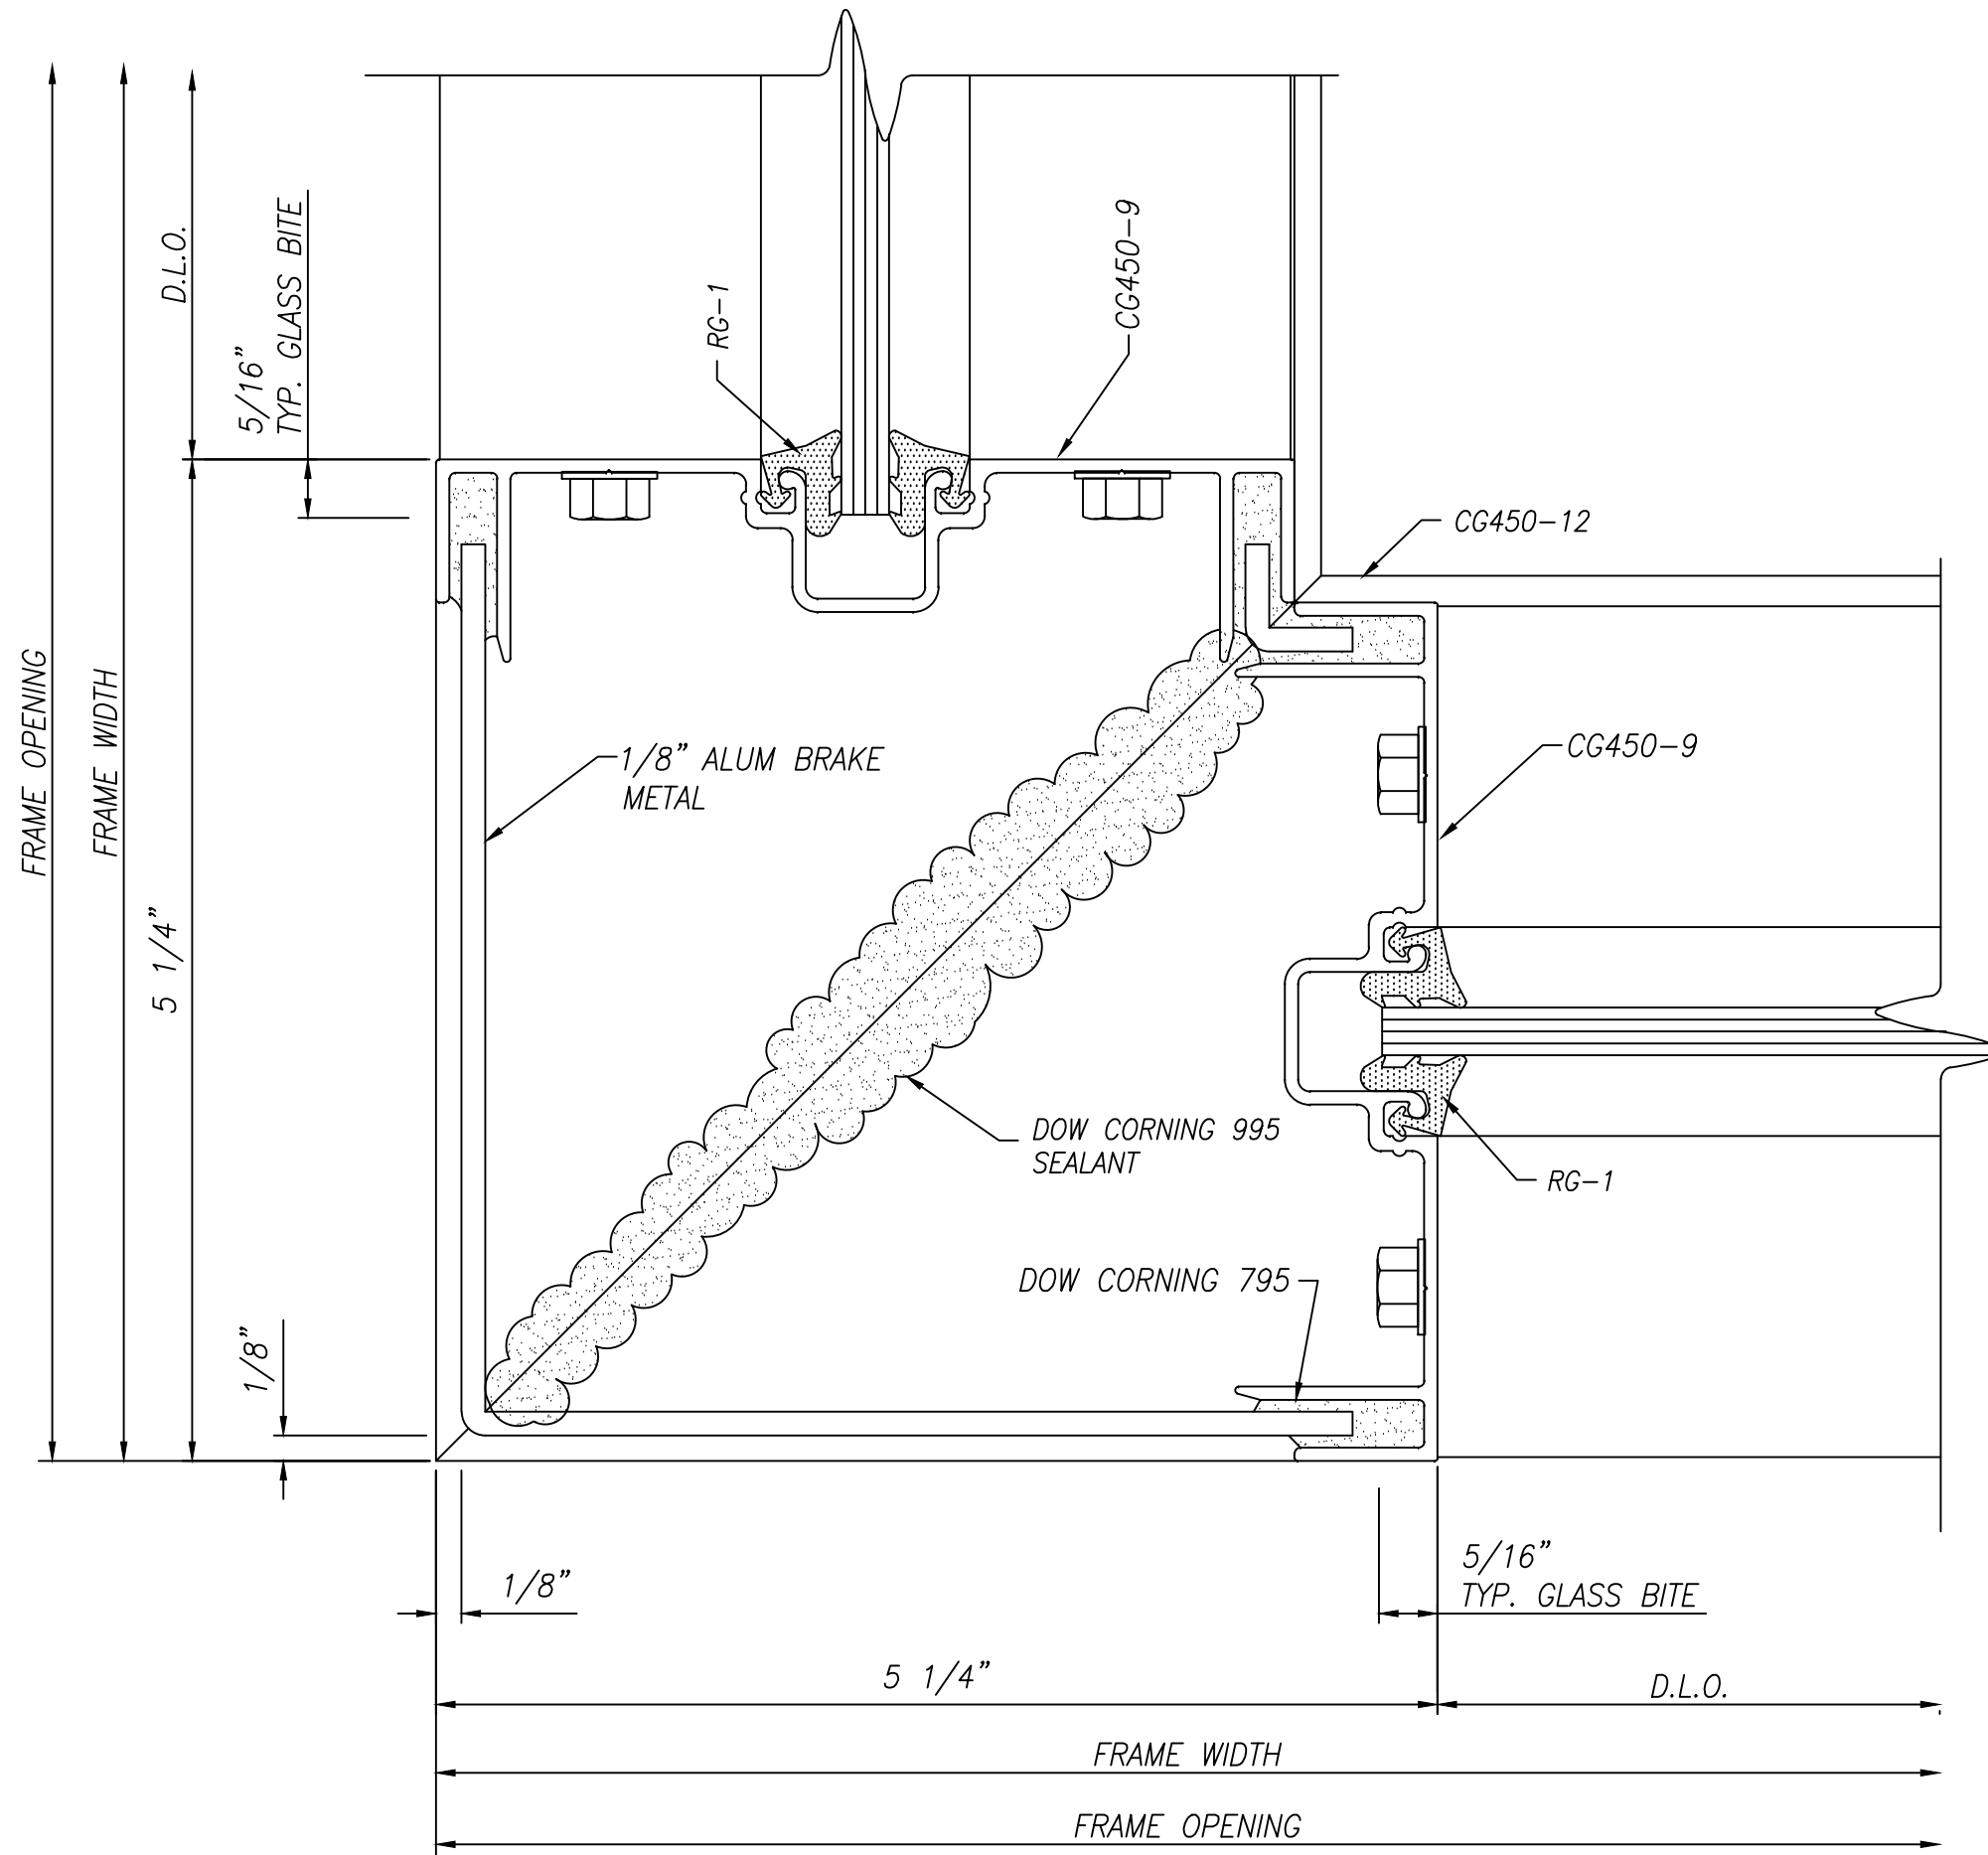 FRAME OPENING
FRAME WIDTH
D.L.O.
5 1/4”
5/16”
TYP. GLASS BITE
1/8”
RG-1
CG450-9
CG450-12
1/8” ALUM BRAKE
METAL
CG450-9
DOW CORNING 995
SEALANT
RG-1
DOW CORNING 795
5/16”
TYP. GLASS BITE
1/8”
5 1/4”
D.L.O.
FRAME WIDTH
FRAME OPENING